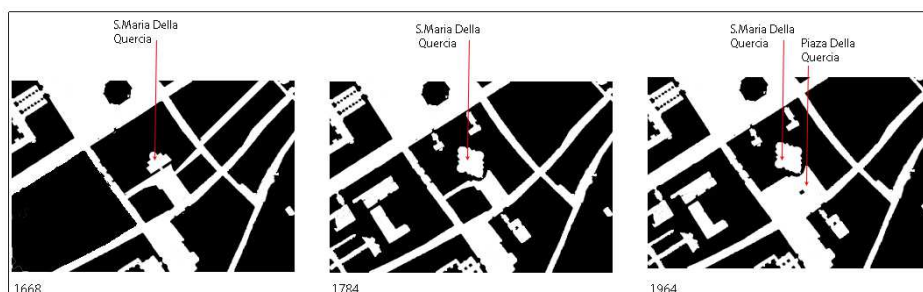 S.Maria Della
Quercia
1668
S.Maria Della
Quercia
1784
S.Maria Della
Quercia
Piaza Della
Quercia
1964